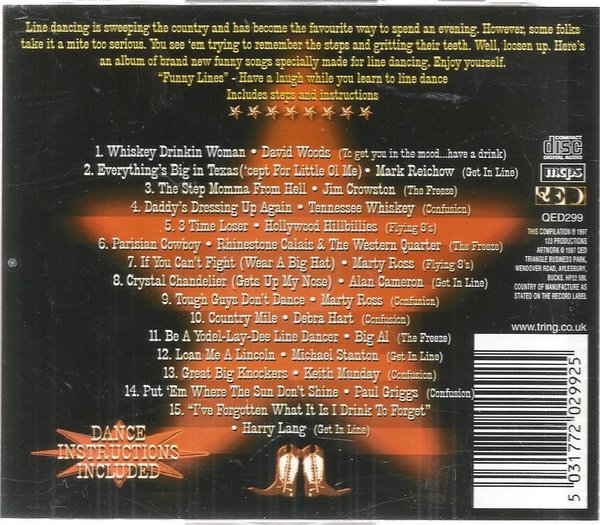 Line dancing is sweeping the country and has become the favourite way to spend an evening. However, some folks
take it a mite too serious. You see 'em trying to remember the steps and gritting their teeth. Well, loosen up. Here's
an album of brand new funny songs specially made for line dancing. Enjoy yourself.
"Funny Lines" - Have a laugh while you learn to line dance
Includes steps and instructions
1. Whiskey Drinkin Woman • David Woods (To get you in the mood...have a drink)
2. Everything's Big in Texas('cept For Little Ol Me) • Mark Reichow (Get In Line)
3. The Step Momma From Hell • Jim Crowston (The Freeze)
4. Daddy's Dressing Up Again • Tennessee Whiskey (Confusion)
5. 3 Time Loser • Hollywood Hillbillies (Flying 8's)
6. Parisian Cowboy • Rhinestone Calais & The Western Quarter (The Freeze)
7. If You Can't Fight (Wear A Big Hat) • Marty Ross (Flying 8's)
8. Crystal Chandelier (Gets Up My Nose) • Alan Cameron (Get In Line)
9. Tough Guys Don't Dance • Marty Ross (Confusion)
10. Country Mile • Debra Hart (Confusion)
11. Be A Yodel-Lay-Dee Line Dancer • Big Al (The Freeze)
12. Loan Me A Lincoln • Michael Stanton (Get In Line)
13. Great Big Knockers • Keith Munday (Confusion)
14. Put 'Em Where The Sun Don't Shine • Paul Griggs (Confusion)
15. "I've Forgotten What It Is I Drink To Forget"
• Harry Lang (Get In Line)
DANCE
INSTRUCTIONS
INCLUDED
COMPACT
disc
DIGITAL AUDIO
mcps
QED
QED299
THIS COMPILATION ℗ 1997
123 PRODUCTIONS
ARTWORK © 1997 QED
TRIANGLE BUSINESS PARK,
WENDOVER ROAD, AYLESBURY,
BUCKS. HP22 5BL
COUNTRY OF MANUFACTURE AS
STATED ON THE RECORD LABEL
www.tring.co.uk
5 031772 029925